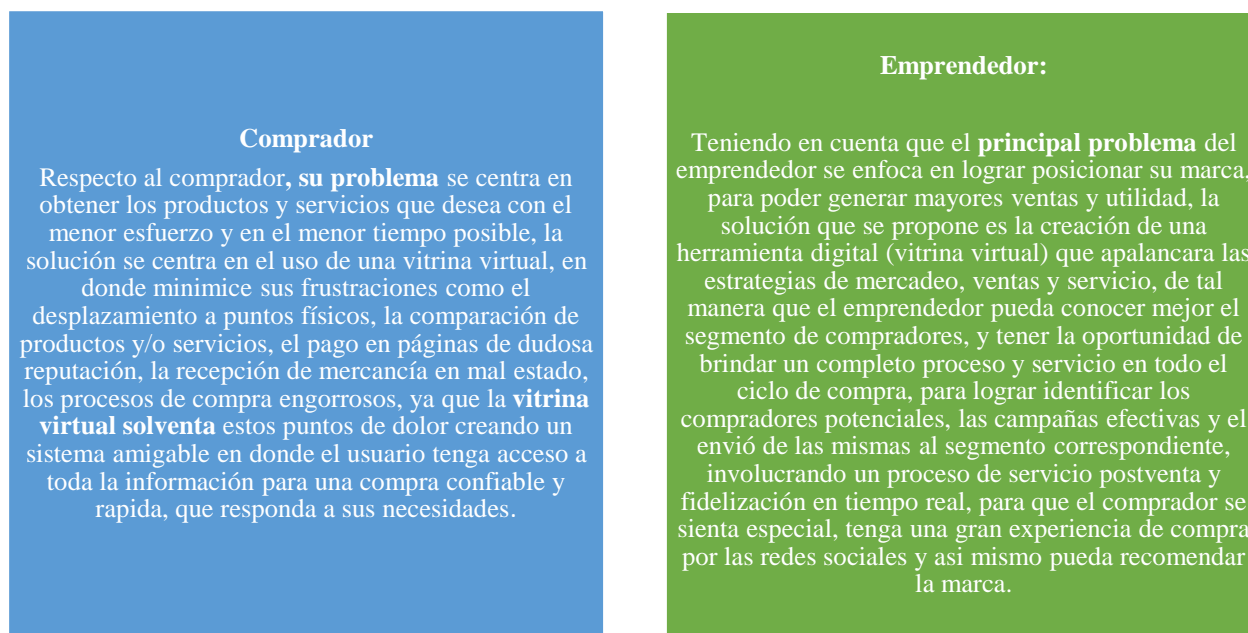 Comprador
Respecto al comprador, su problema se centra en
obtener los productos y servicios que desea con el
menor esfuerzo y en el menor tiempo posible, la
solución se centra en el uso de una vitrina virtual, en
donde minimice sus frustraciones como el
desplazamiento a puntos físicos, la comparación de
productos y/o servicios, el pago en páginas de dudosa
reputación, la recepción de mercancía en mal estado,
los procesos de compra engorrosos, ya que la vitrina
virtual solventa estos puntos de dolor creando un
sistema amigable en donde el usuario tenga acceso a
toda la información para una compra confiable y
rapida, que responda a sus necesidades.
Emprendedor:
Teniendo en cuenta que el principal problema del
emprendedor se enfoca en lograr posicionar su marca,
para poder generar mayores ventas y utilidad, la
solución que se propone es la creación de una
herramienta digital (vitrina virtual) que apalancara las
estrategias de mercadeo, ventas y servicio, de tal
manera que el emprendedor pueda conocer mejor el
segmento de compradores, y tener la oportunidad de
brindar un completo proceso y servicio en todo el
ciclo de compra, para lograr identificar los
compradores potenciales, las campañas efectivas y el
envió de las mismas al segmento correspondiente,
involucrando un proceso de servicio postventa y
fidelización en tiempo real, para que el comprador se
sienta especial, tenga una gran experiencia de compra
por las redes sociales y asi mismo pueda recomendar
la marca.